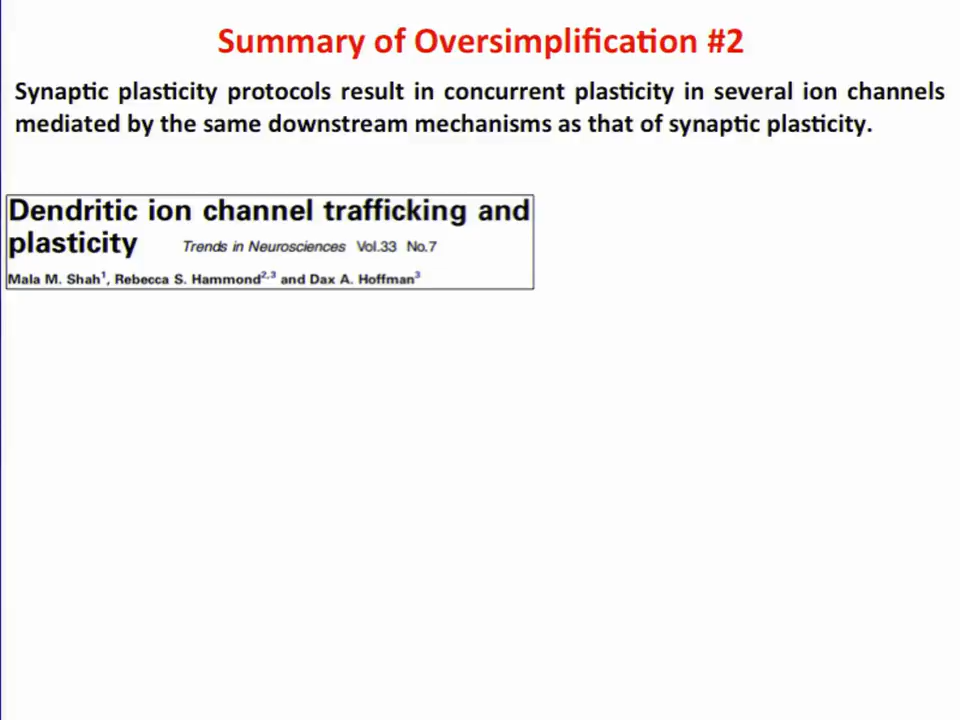 Summary of Oversimplification #2
Synaptic plasticity protocols result in concurrent plasticity in several ion channels
mediated by the same downstream mechanisms as that of synaptic plasticity.
Dendritic ion channel trafficking and
plasticity Trends in Neurosciences Vol.33 No.7
Mala M. Shah1, Rebecca S. Hammond2,3 and Dax A. Hoffman3